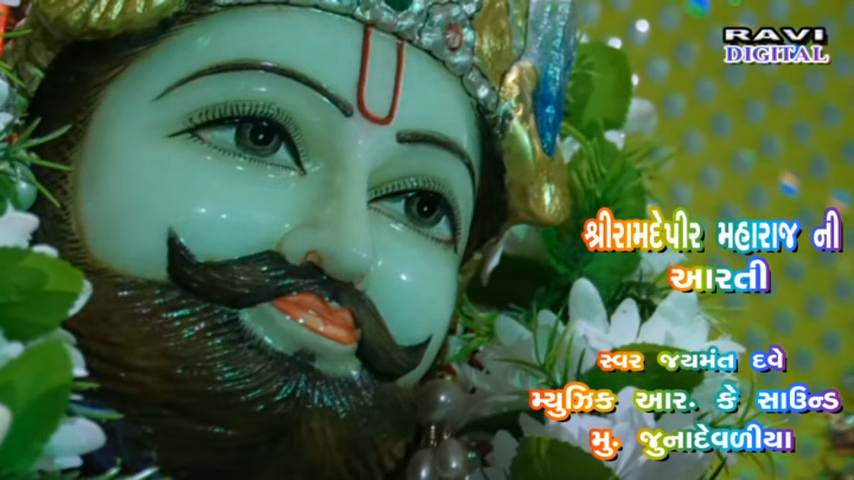 RAVI
DIGITAL
શ્રીરામદેપીર મહારાજ ની
આરતી
સ્વર જયમંત દવે
મ્યુઝિક આર. કે સાઉન્ડ
મુ. જુનાદેવળીયા